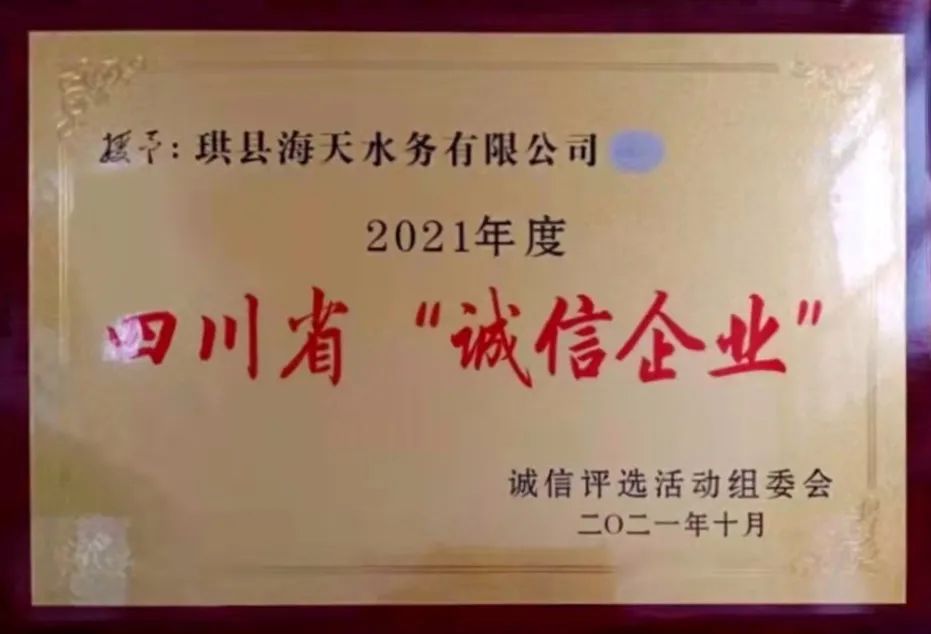 授予：珙县海天水务有限公司
2021年度
四川省“诚信企业”
诚信评选活动组委会
二〇二一年十月